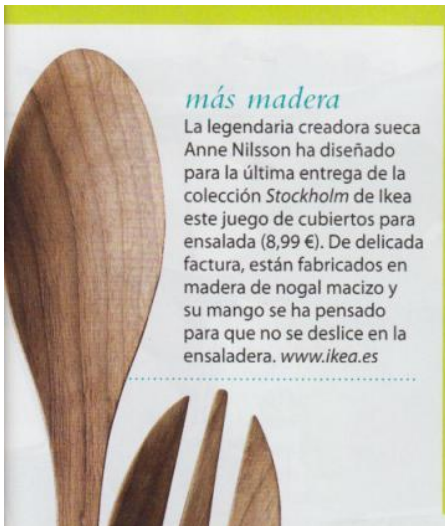 más madera
La legendaria creadora sueca
Anne Nilsson ha diseñado
para la última entrega de la
colección Stockholm de Ikea
este juego de cubiertos para
ensalada (8,99 €). De delicada
factura, están fabricados en
madera de nogal macizo y
su mango se ha pensado
para que no se deslice en la
ensaladera. www.ikea.es